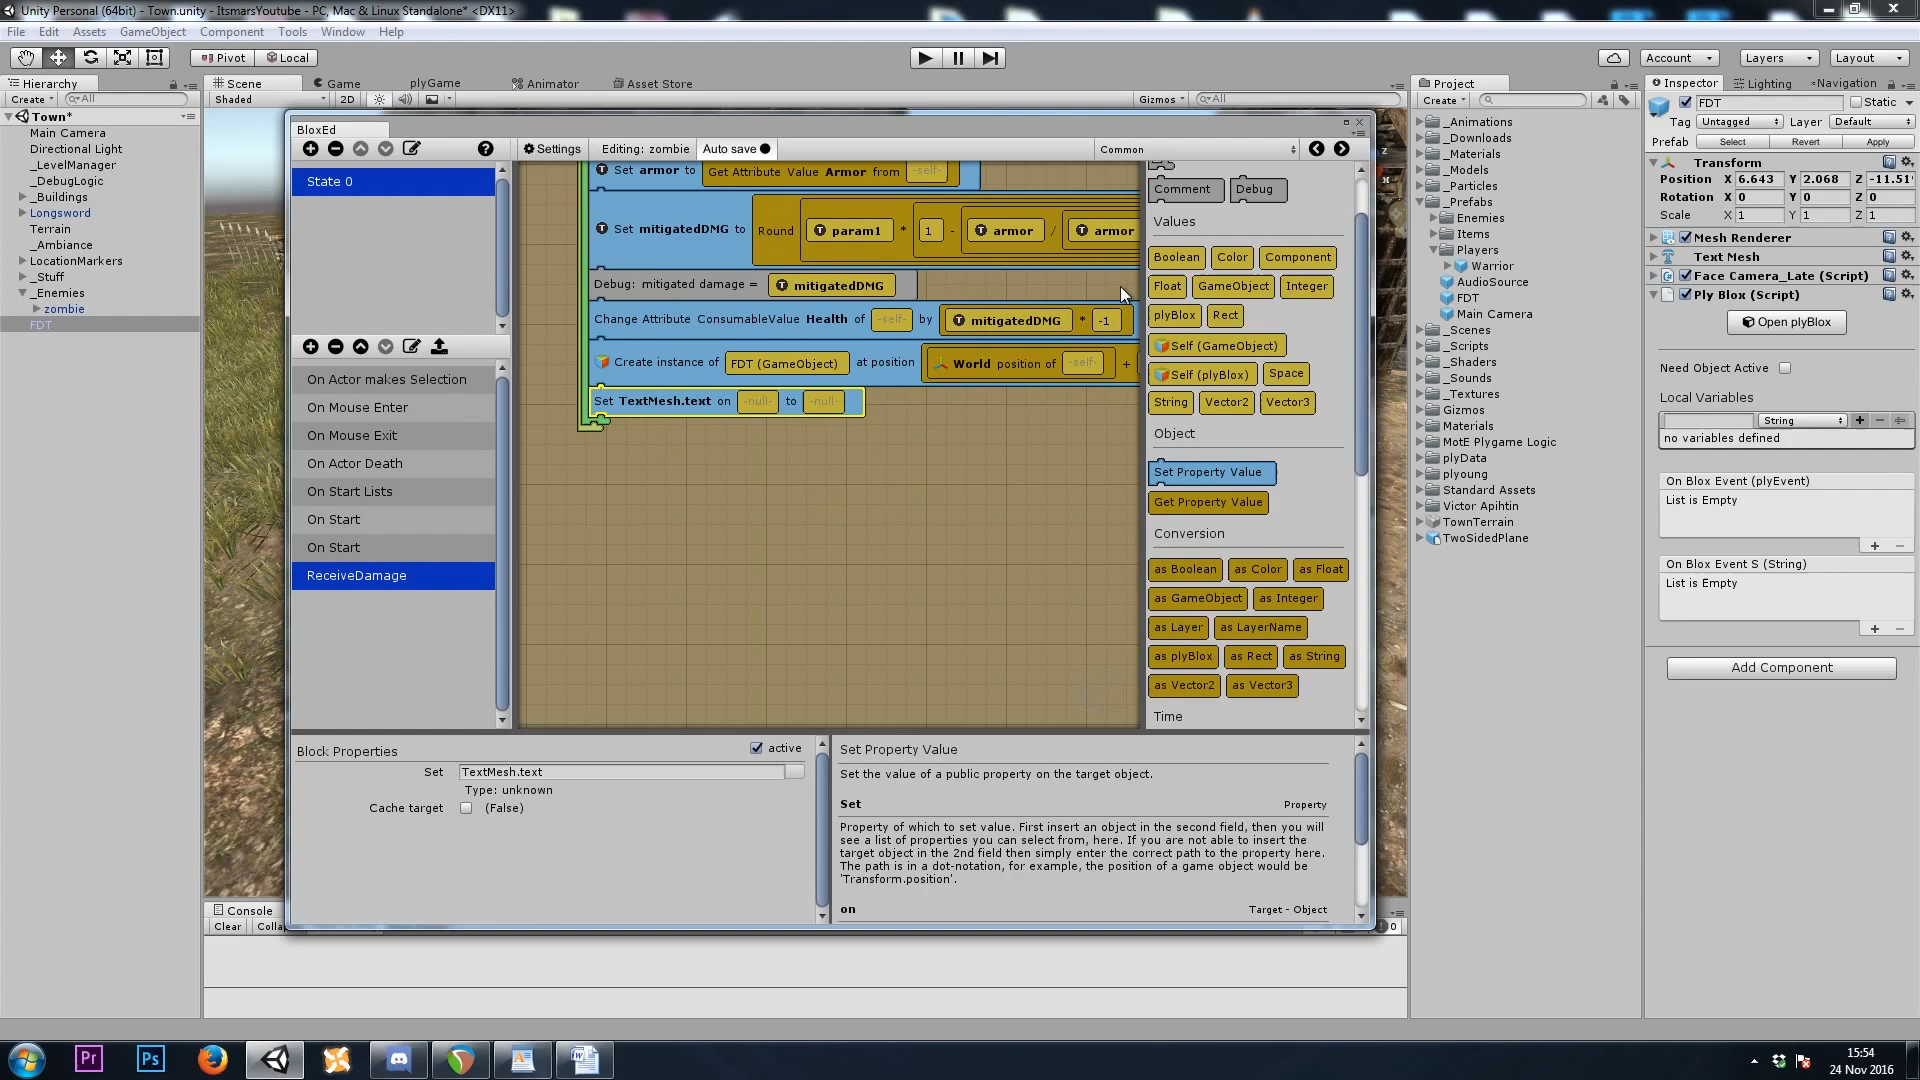 Unity Personal (64bit) - Town.unity - ItsmarsYoutube - PC, Mac & Linux Standalone* <DX11>
File Edit Assets GameObject Component Tools Window Help
Pivot Local Account Layers Layout
Hierarchy
Create All
Town*
Main Camera
Directional Light
_LevelManager
_DebugLogic
_Buildings
Longsword
Terrain
_Ambiance
LocationMarkers
_Stuff
_Enemies
zombie
FDT
Scene Game plyGame Animator Asset Store
Shaded 2D Gizmos All
BloxEd
Settings Editing: zombie Auto save Common
State 0
On Actor makes Selection
On Mouse Enter
On Mouse Exit
On Actor Death
On Start Lists
On Start
On Start
ReceiveDamage
Set armor to Get Attribute Value Armor from -self-
Set mitigatedDMG to Round param1 * 1 - armor / armor
Debug: mitigated damage = mitigatedDMG
Change Attribute ConsumableValue Health of -self- by mitigatedDMG * -1
Create instance of FDT (GameObject) at position World position of -self- +
Set TextMesh.text on -null- to -null-
Comment Debug
Values
Boolean Color Component
Float GameObject Integer
plyBlox Rect
Self (GameObject)
Self (plyBlox) Space
String Vector2 Vector3
Object
Set Property Value
Get Property Value
Conversion
as Boolean as Color as Float
as GameObject as Integer
as Layer as LayerName
as plyBlox as Rect as String
as Vector2 as Vector3
Time
Block Properties active
Set TextMesh.text
Type: unknown
Cache target (False)
Set Property Value
Set the value of a public property on the target object.
Set Property
Property of which to set value. First insert an object in the second field, then you will
see a list of properties you can select from, here. If you are not able to insert the
target object in the 2nd field then simply enter the correct path to the property here.
The path is in a dot-notation, for example, the position of a game object would be
'Transform.position'.
on Target - Object
Console
Clear Collap
0
Project
Create
_Animations
_Downloads
_Materials
_Models
_Particles
_Prefabs
Enemies
Items
Players
Warrior
AudioSource
FDT
Main Camera
_Scenes
_Scripts
_Shaders
_Sounds
_Textures
Gizmos
Materials
MotE Plygame Logic
plyData
plyoung
Standard Assets
Victor Apihtin
TownTerrain
TwoSidedPlane
Inspector Lighting Navigation
FDT Static
Tag Untagged Layer Default
Prefab Select Revert Apply
Transform
Position X 6.643 Y 2.068 Z -11.51
Rotation X 0 Y 0 Z 0
Scale X 1 Y 1 Z 1
Mesh Renderer
Text Mesh
Face Camera_Late (Script)
Ply Blox (Script)
Open plyBlox
Need Object Active
Local Variables
String
no variables defined
On Blox Event (plyEvent)
List is Empty
On Blox Event S (String)
List is Empty
Add Component
Pr Ps
15:54
24 Nov 2016